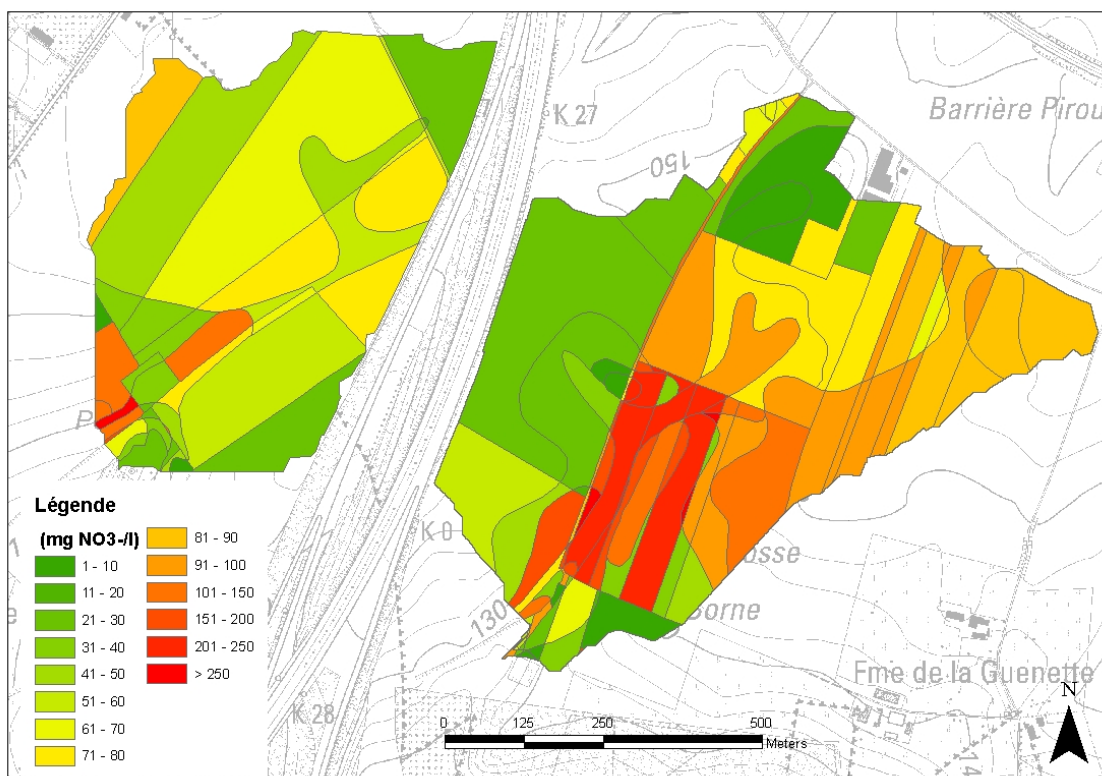 K 27
Barrière Pirou
150
P
Légende
(mg NO3-/l)
1 - 10
11 - 20
21 - 30
31 - 40
41 - 50
51 - 60
61 - 70
71 - 80
81 - 90
91 - 100
101 - 150
151 - 200
201 - 250
> 250
K 0
osse
Borne
130
Fme de la Guenette
K 28
0 125 250 500
Meters
N